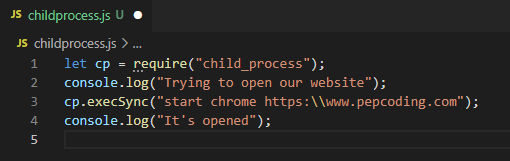 JS childprocess.js U
JS childprocess.js > ...
1 let cp = require("child_process");
2 console.log("Trying to open our website");
3 cp.execSync("start chrome https:\\www.pepcoding.com");
4 console.log("It's opened");
5